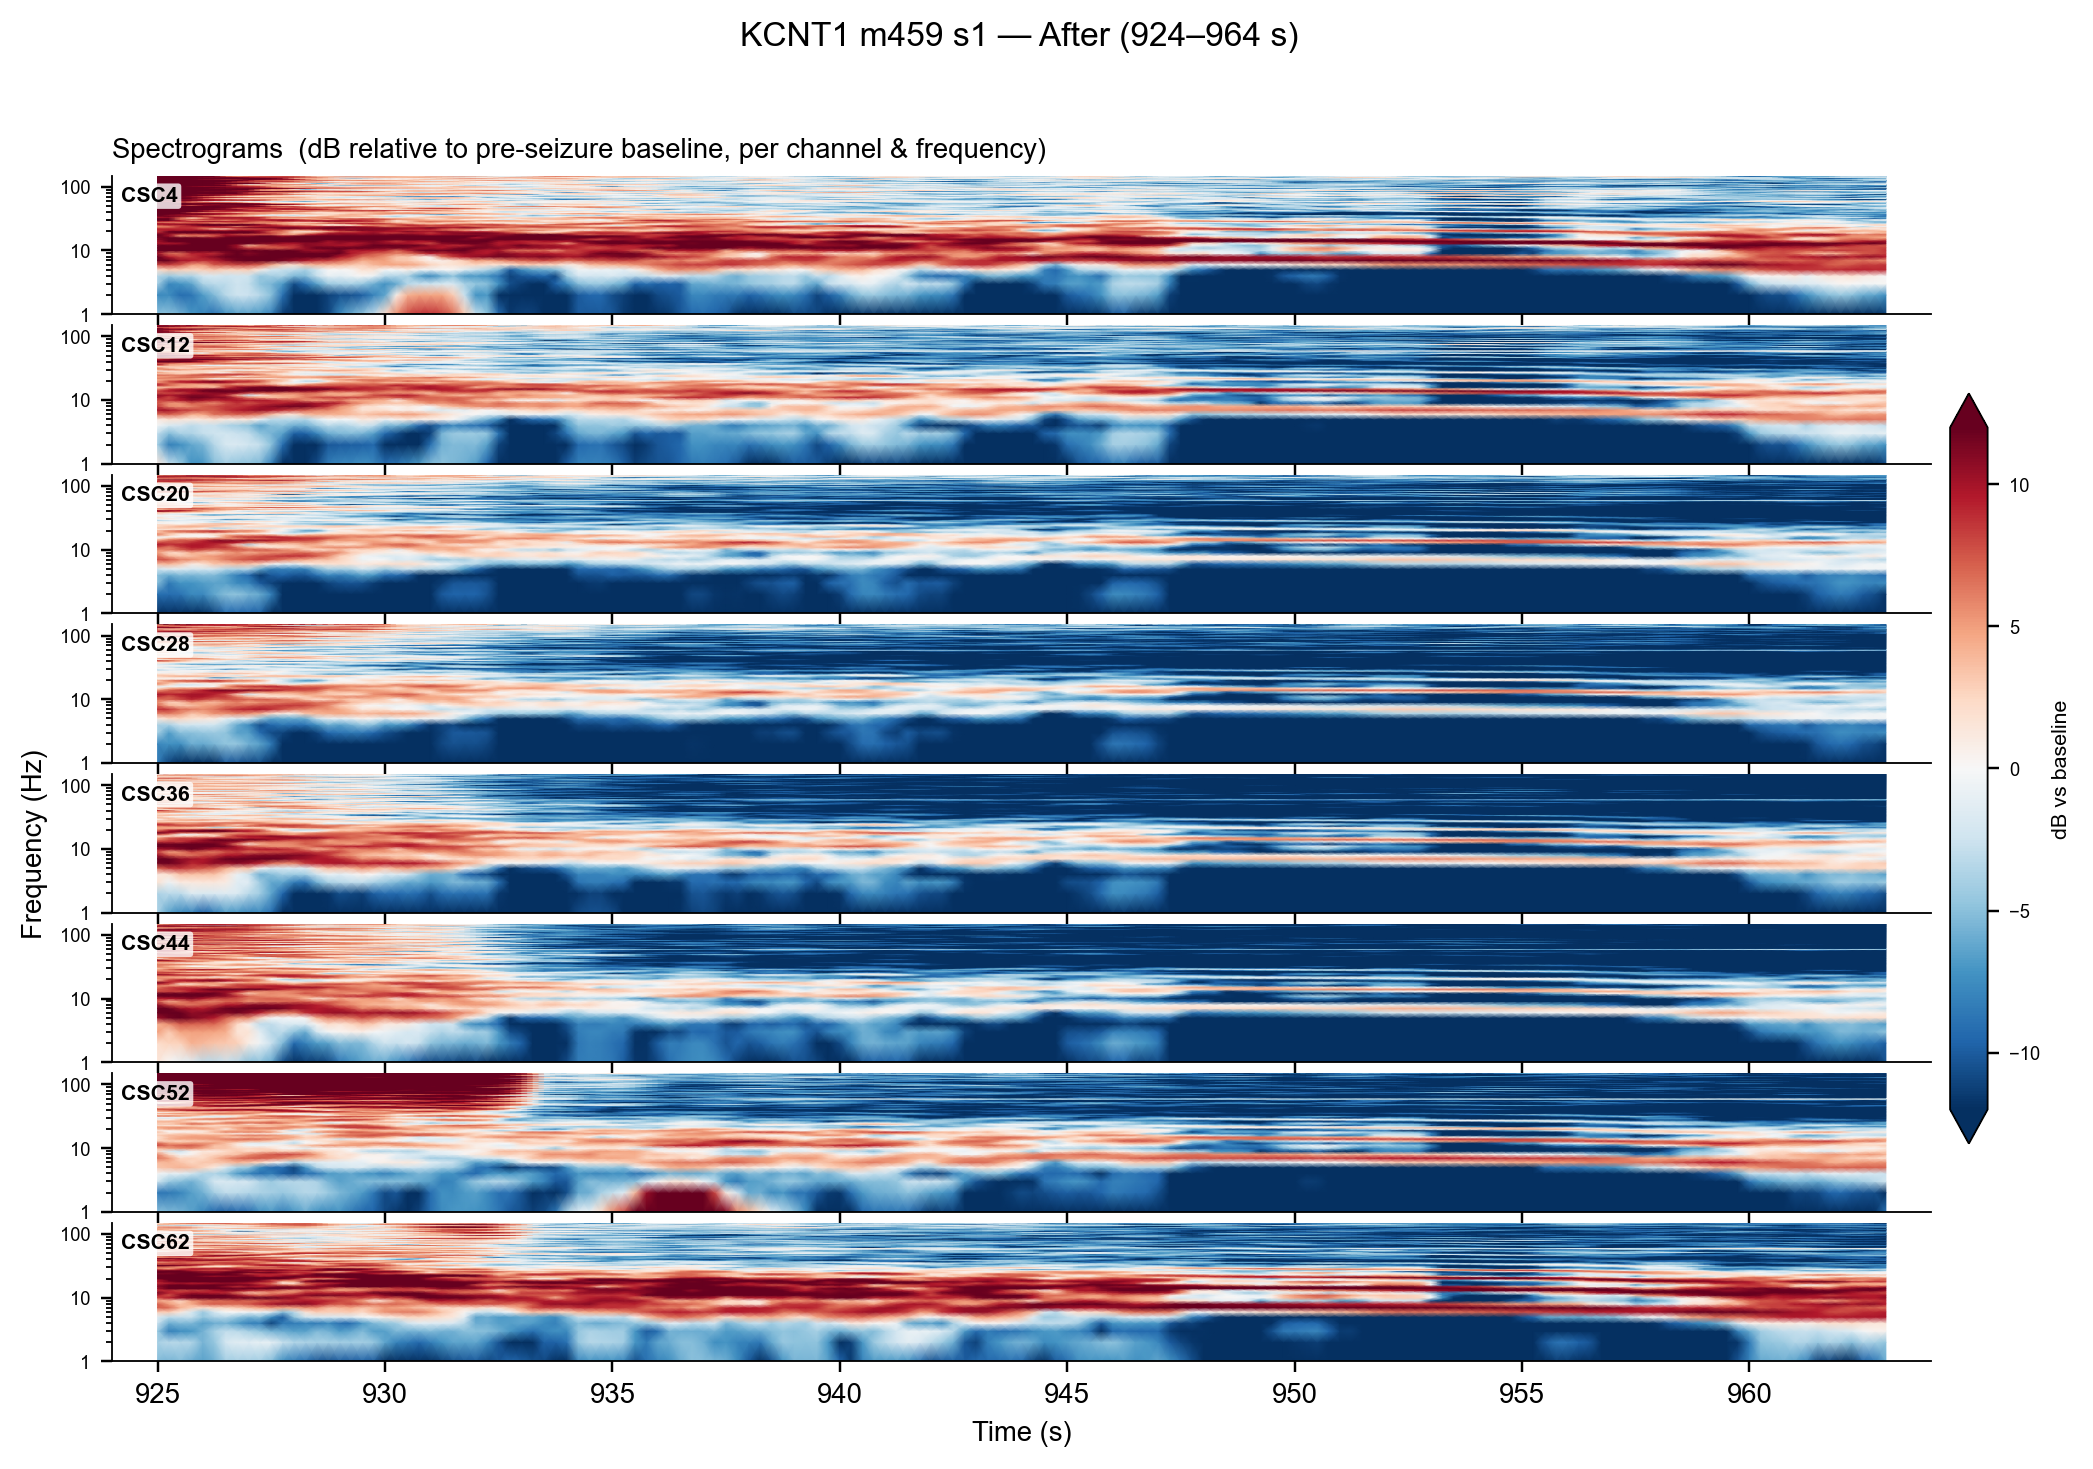 KCNT1 m459 s1 — After (924–964 s)
Spectrograms  (dB relative to pre-seizure baseline, per channel & frequency)
100
10
1
CSC4
100
10
1
CSC12
100
10
1
CSC20
100
10
1
CSC28
100
10
1
CSC36
100
10
1
CSC44
100
10
1
CSC52
100
10
1
CSC62
Frequency (Hz)
925 930 935 940 945 950 955 960
Time (s)
10
5
0
−5
−10
dB vs baseline